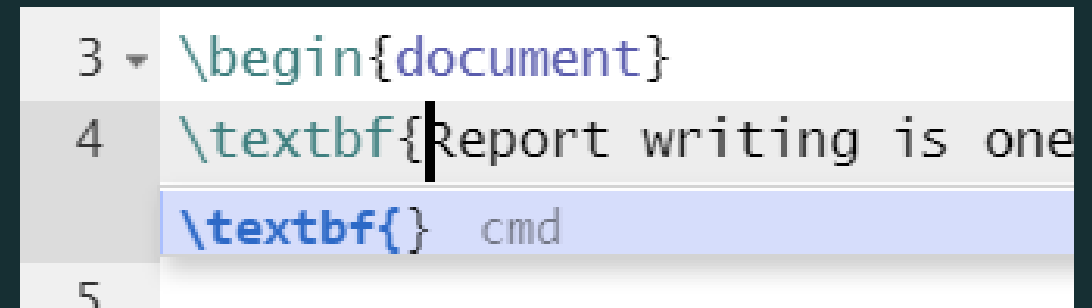 3 \begin{document}
4 \textbf{Report writing is one
\textbf{} cmd
5